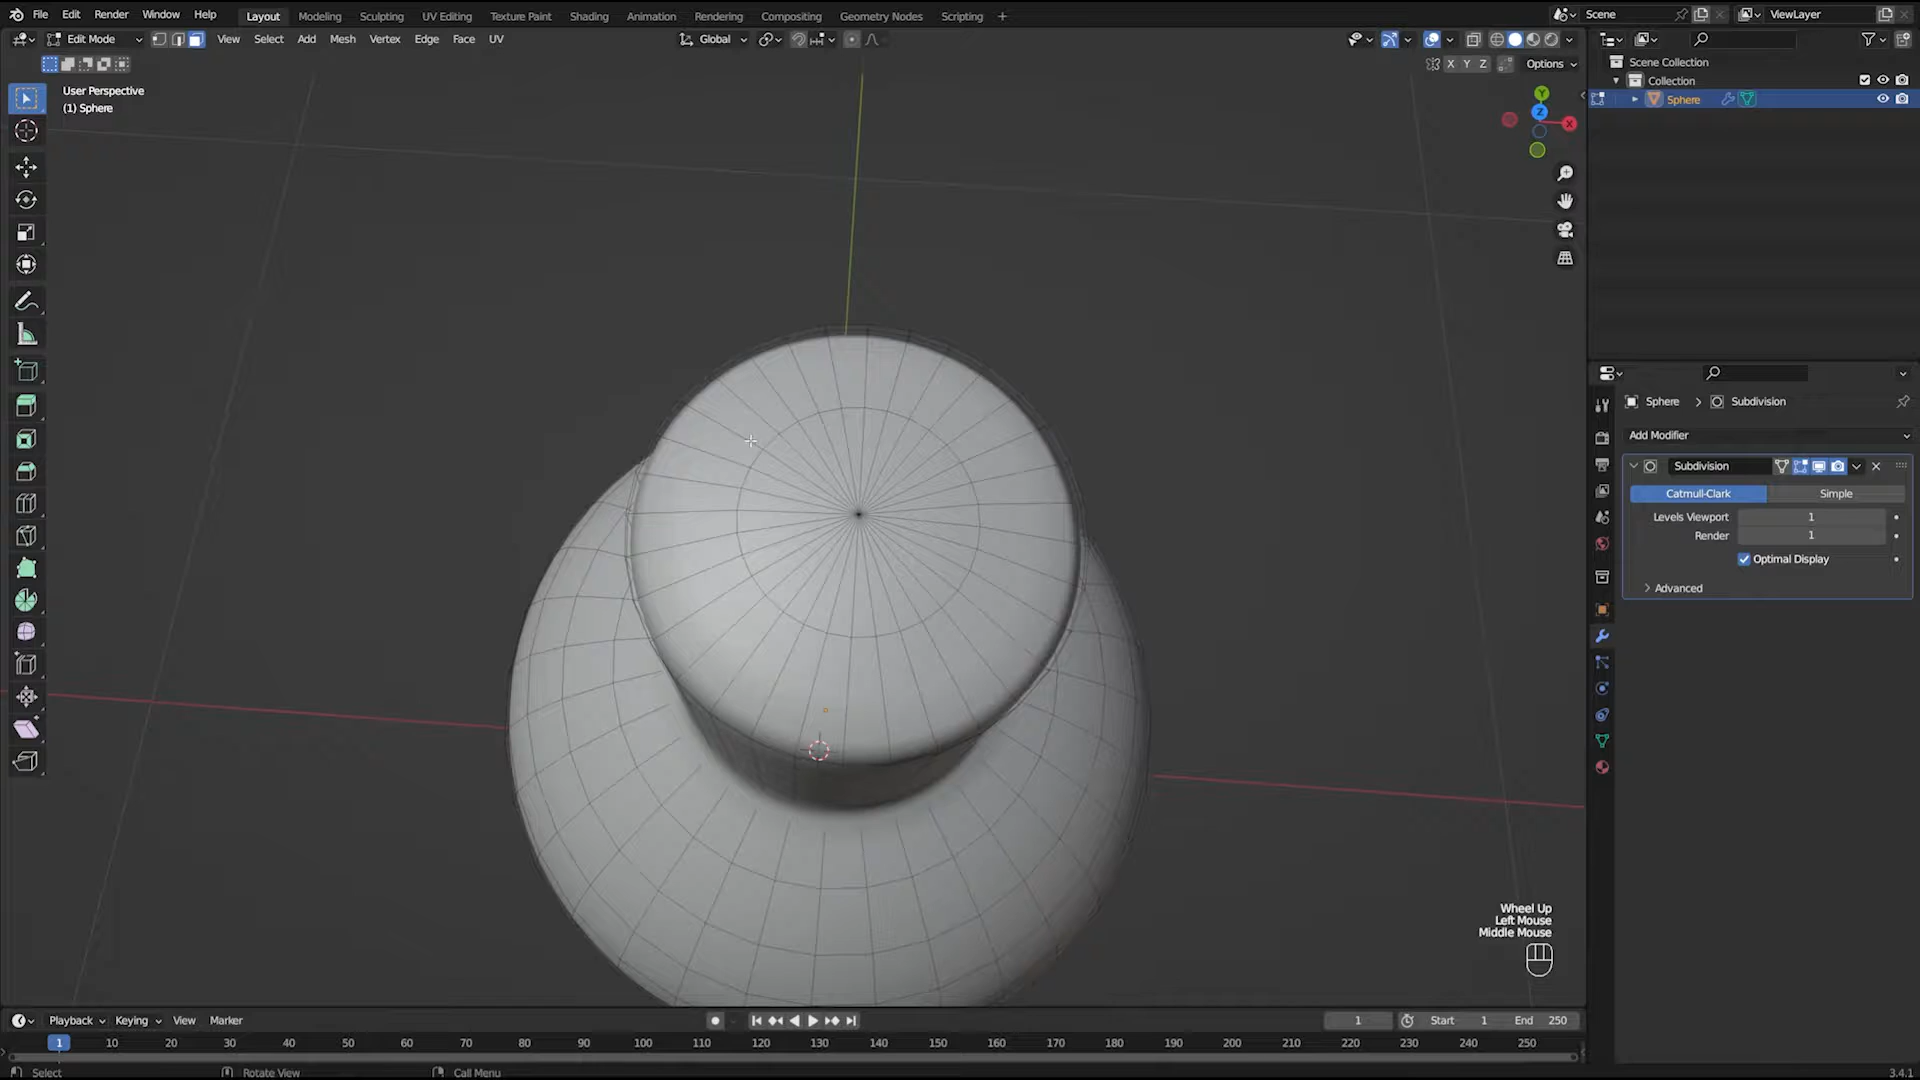 File Edit Render Window Help Layout Modeling Sculpting UV Editing Texture Paint Shading Animation Rendering Compositing Geometry Nodes Scripting + Scene ViewLayer
Edit Mode View Select Add Mesh Vertex Edge Face UV Global
X Y Z Options
User Perspective
(1) Sphere
Y
Z
X
Scene Collection
Collection
Sphere
Sphere > Subdivision
Add Modifier
Subdivision
Catmull-Clark Simple
Levels Viewport 1
Render 1
Optimal Display
Advanced
Wheel Up
Left Mouse
Middle Mouse
Playback Keying View Marker 1 Start 1 End 250
1 10 20 30 40 50 60 70 80 90 100 110 120 130 140 150 160 170 180 190 200 210 220 230 240 250
Select Rotate View Call Menu 3.4.1